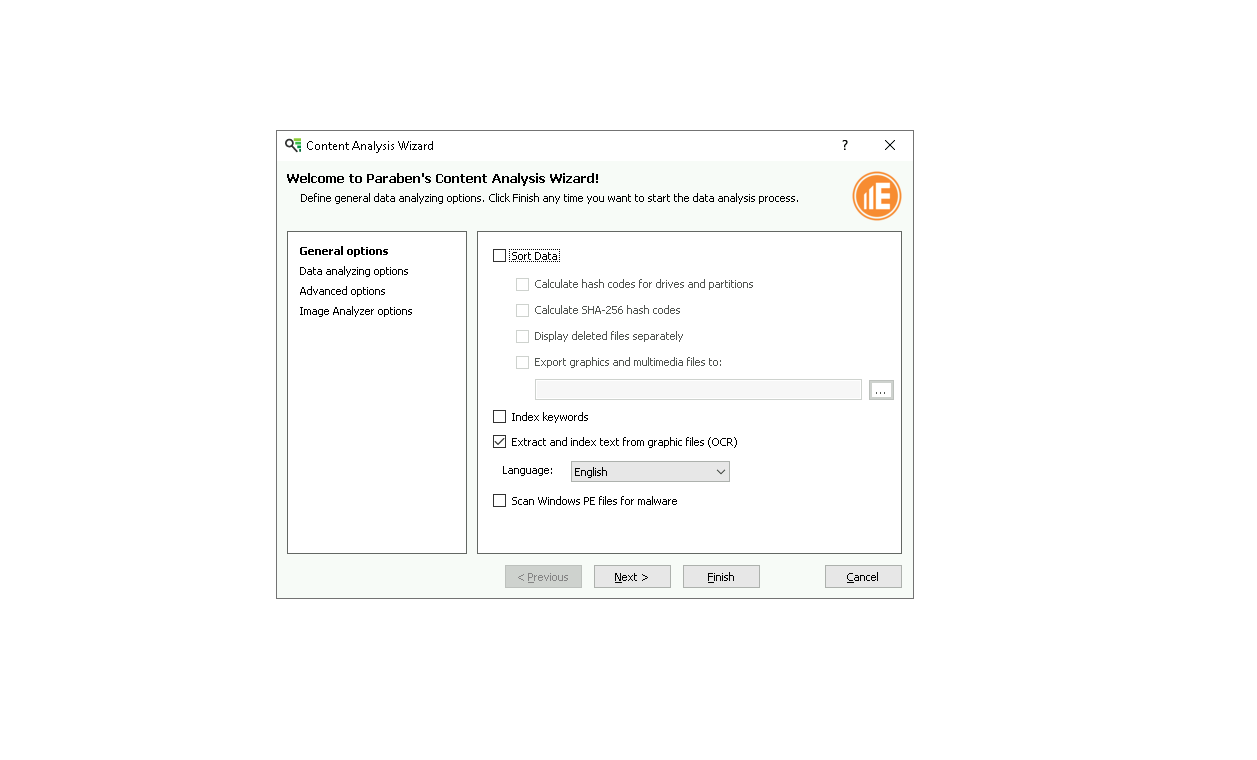 Content Analysis Wizard
?
Welcome to Paraben's Content Analysis Wizard!
Define general data analyzing options. Click Finish any time you want to start the data analysis process.
E
General options
Data analyzing options
Advanced options
Image Analyzer options
Sort Data
Calculate hash codes for drives and partitions
Calculate SHA-256 hash codes
Display deleted files separately
Export graphics and multimedia files to:
...
Index keywords
Extract and index text from graphic files (OCR)
Language: English
Scan Windows PE files for malware
< Previous Next > Finish Cancel